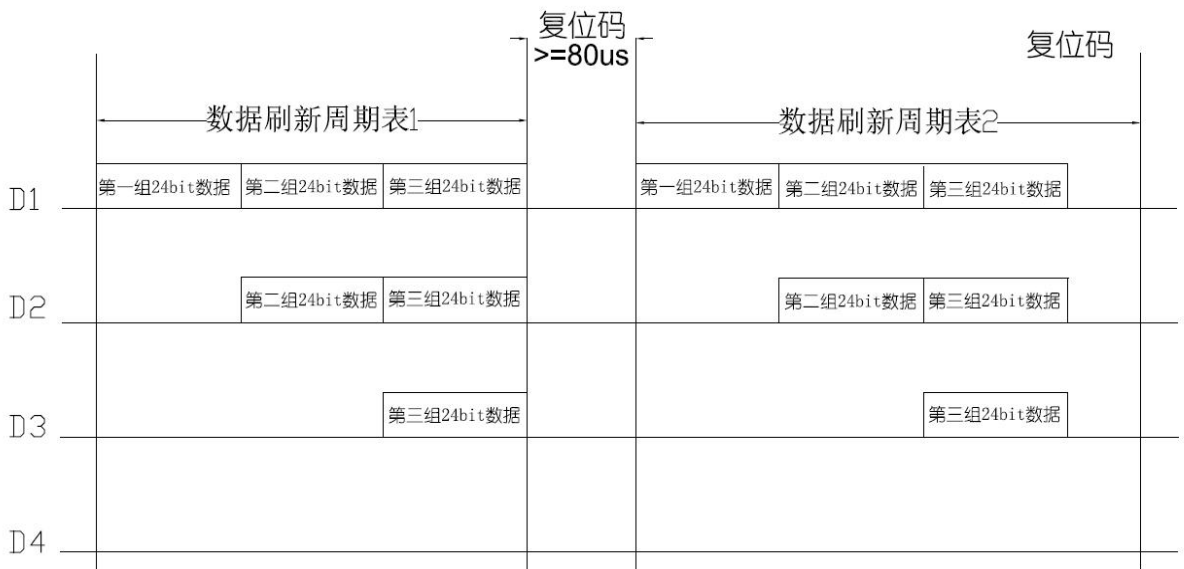 复位码
>=80us
复位码
数据刷新周期表1
数据刷新周期表2
D1
第一组24bit数据
第二组24bit数据
第三组24bit数据
第一组24bit数据
第二组24bit数据
第三组24bit数据
D2
第二组24bit数据
第三组24bit数据
第二组24bit数据
第三组24bit数据
D3
第三组24bit数据
第三组24bit数据
D4